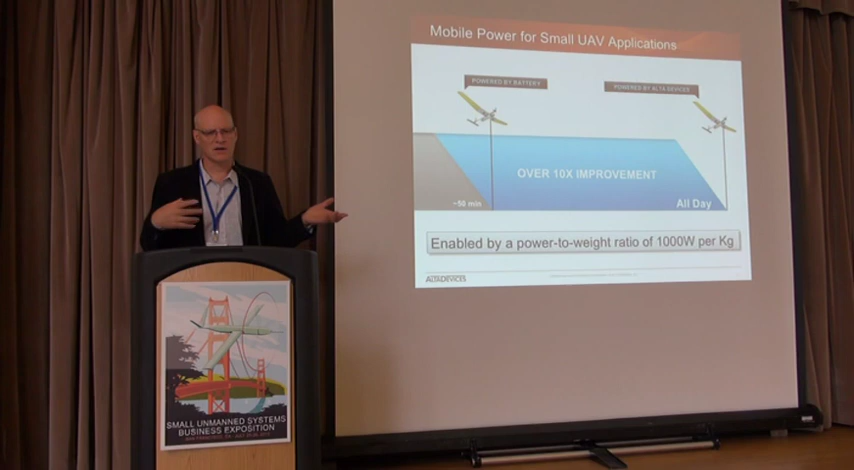 Mobile Power for Small UAV Applications
POWERED BY BATTERY
POWERED BY ALTA DEVICES
OVER 10X IMPROVEMENT
~50 min
All Day
Enabled by a power-to-weight ratio of 1000W per Kg
ALTADEVICES
SMALL UNMANNED SYSTEMS
BUSINESS EXPOSITION